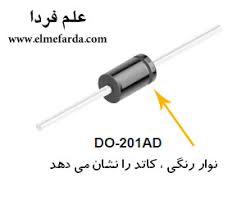 علم فردا
www.elmefarda.com
DO-201AD
نوار رنگی ، کاتد را نشان می دهد